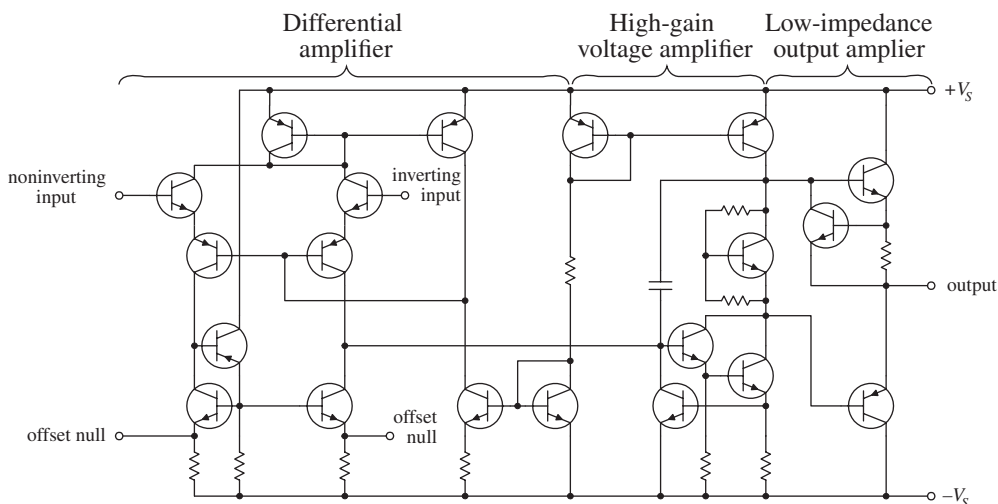 Differential
amplifier
High-gain
voltage amplifier
Low-impedance
output amplier
+V_S
noninverting
input
inverting
input
output
offset null
offset
null
−V_S